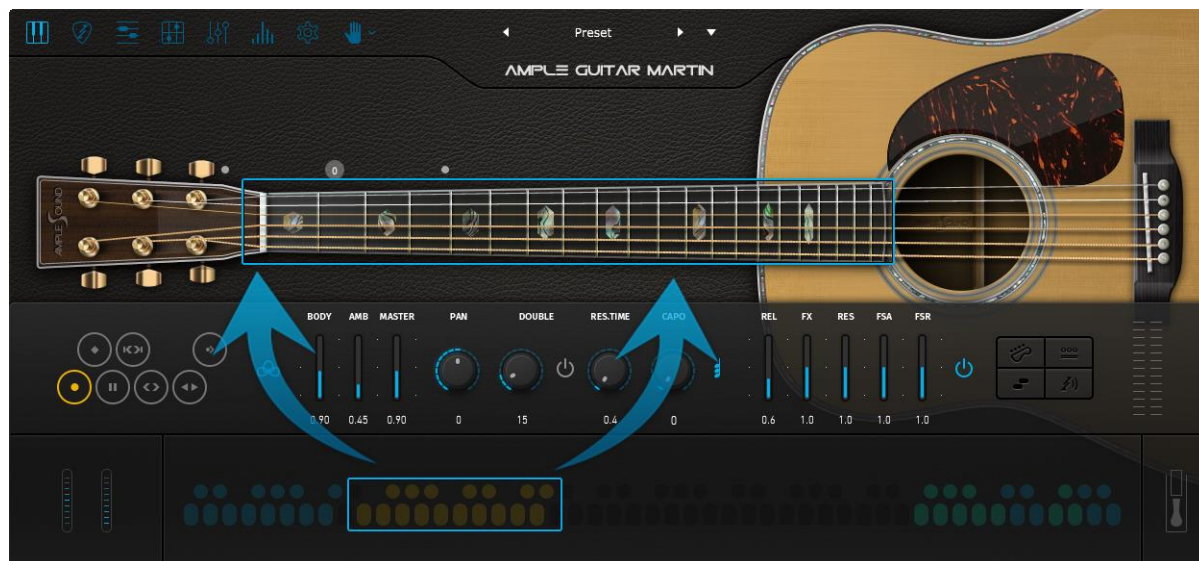 Preset
AMPLE GUITAR MARTIN
0
AMPLE SOUND
BODY AMB MASTER PAN DOUBLE RES.TIME CAPO REL FX RES FSA FSR
0.90 0.45 0.90 0 15 0.4 0 0.6 1.0 1.0 1.0 1.0